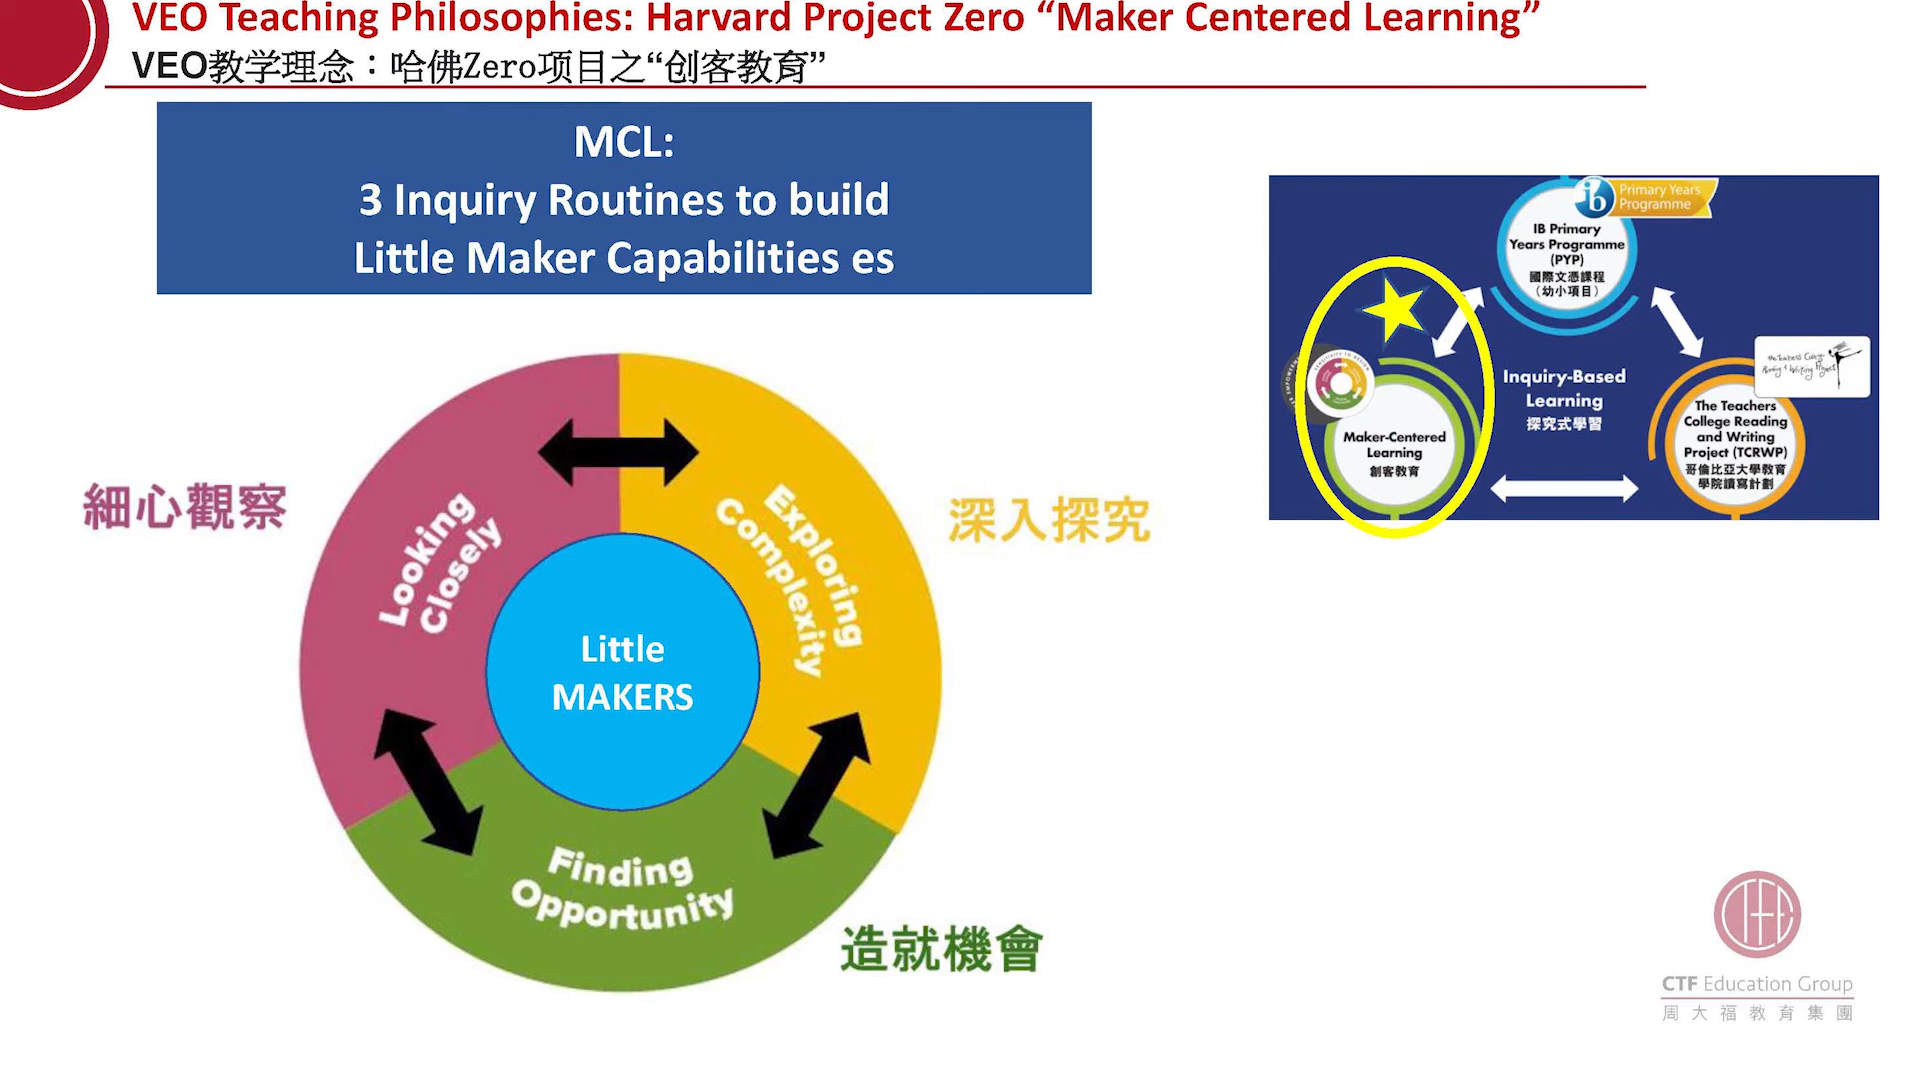 VEO Teaching Philosophies: Harvard Project Zero “Maker Centered Learning”
VEO教学理念：哈佛Zero项目之“创客教育”
MCL:
3 Inquiry Routines to build
Little Maker Capabilities es
細心觀察
Looking
Closely
Exploring
Complexity
深入探究
Little
MAKERS
Finding
Opportunity
造就機會
ib
Primary Years
Programme
IB Primary
Years Programme
(PYP)
國際文憑課程
（幼小項目）
Inquiry-Based
Learning
探究式學習
Maker-Centered
Learning
創客教育
The Teachers
College Reading
and Writing
Project (TCRWP)
哥倫比亞大學教育
學院讀寫計劃
CTF Education Group
周大福教育集團